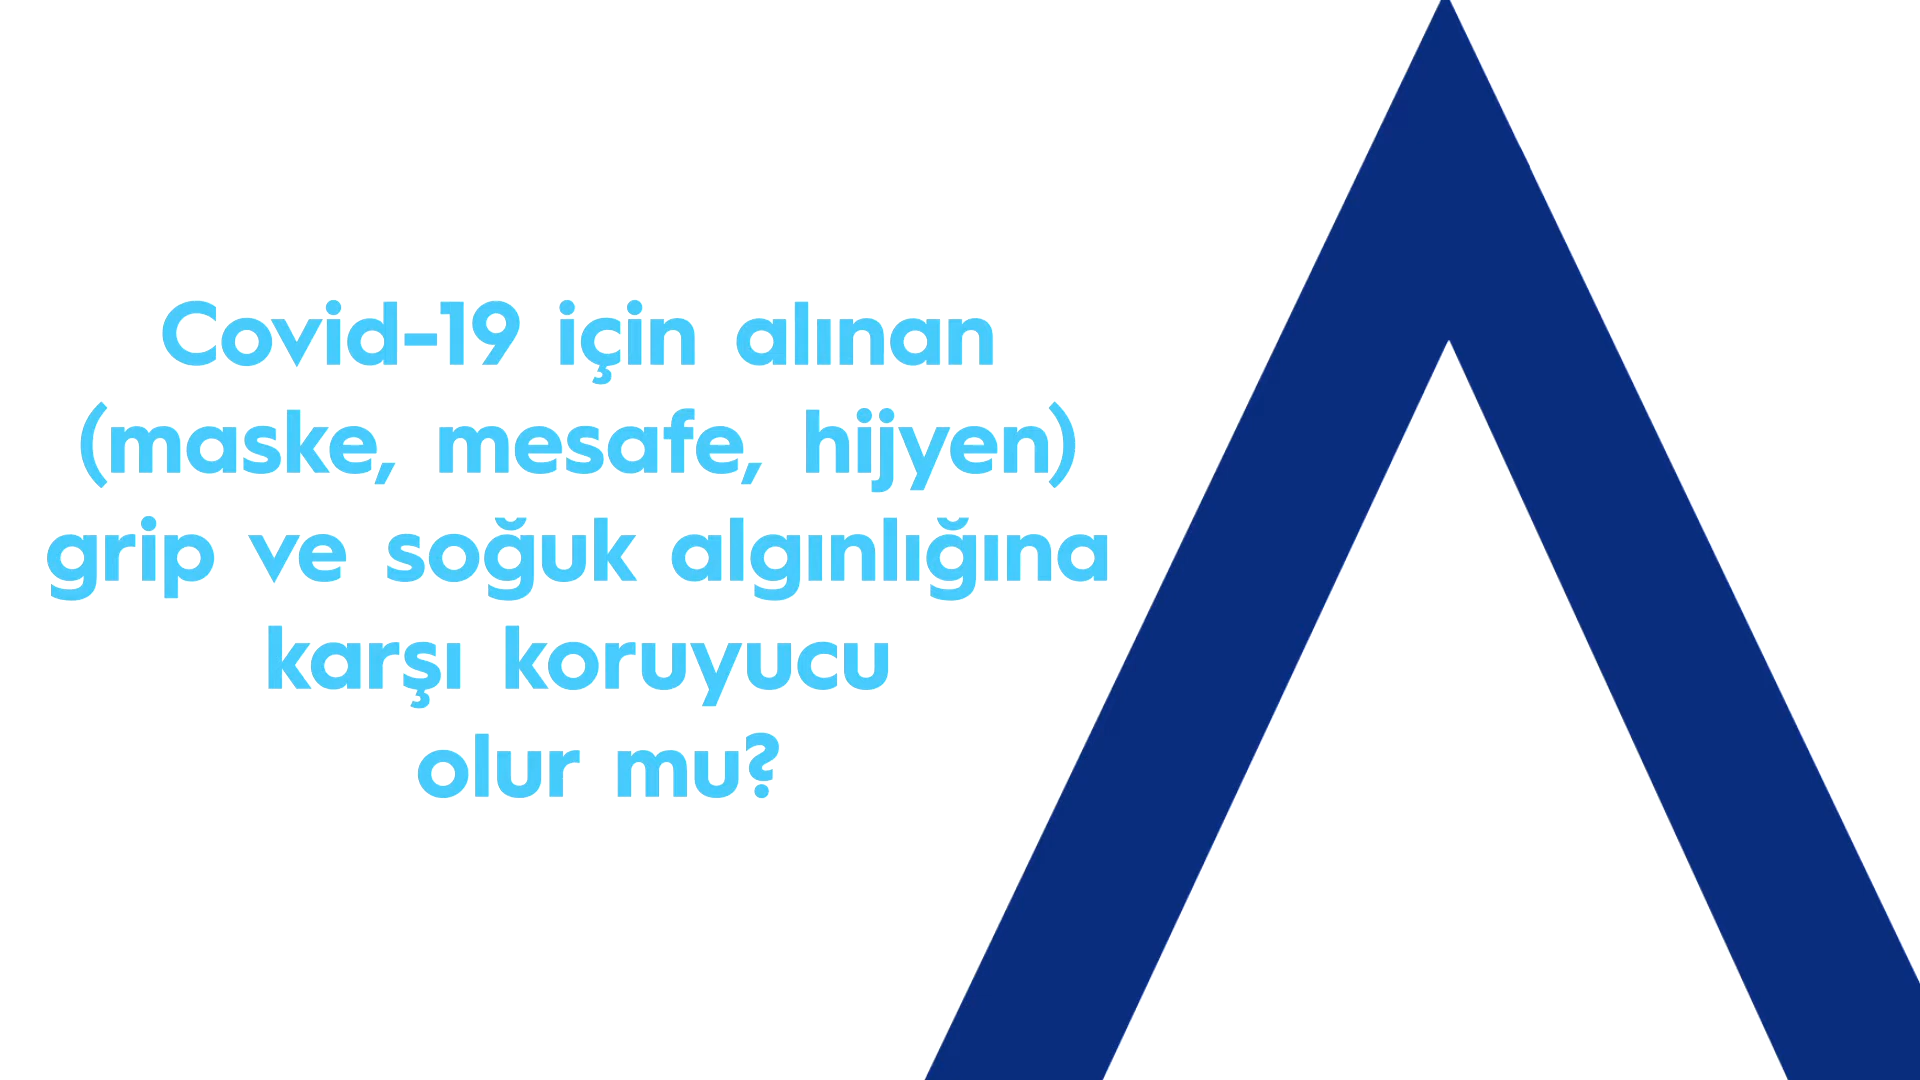 Covid-19 için alınan
(maske, mesafe, hijyen)
grip ve soğuk algınlığına
karşı koruyucu
olur mu?